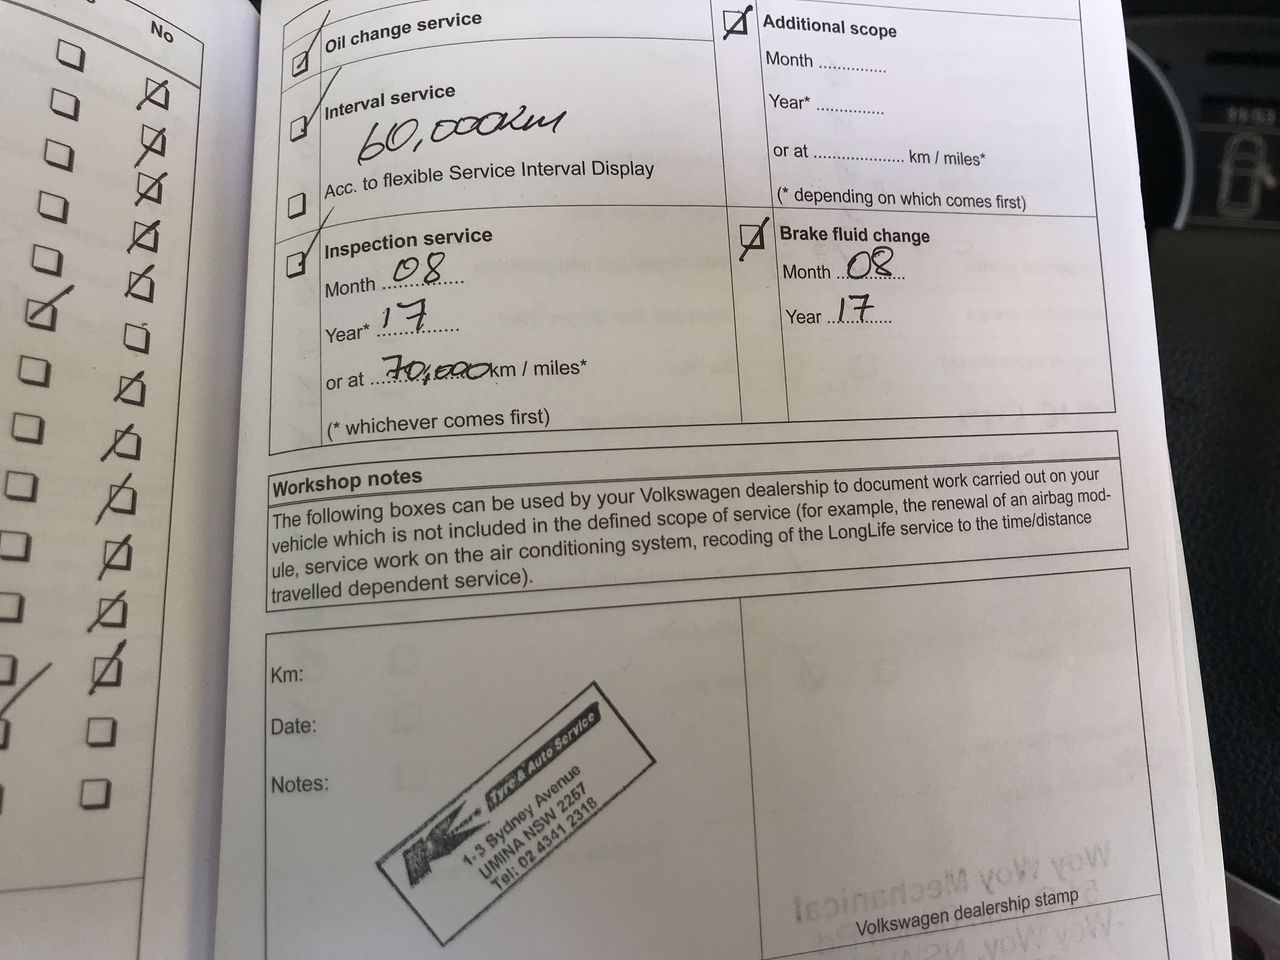 No
Oil change service
Interval service
60,000km
Acc. to flexible Service Interval Display
Inspection service
Month 08
Year* 17
or at 70,000 km / miles*
(* whichever comes first)
Additional scope
Month ..............
Year* ..............
or at ................... km / miles*
(* depending on which comes first)
Brake fluid change
Month 08
Year 17
Workshop notes
The following boxes can be used by your Volkswagen dealership to document work carried out on your
vehicle which is not included in the defined scope of service (for example, the renewal of an airbag mod-
ule, service work on the air conditioning system, recoding of the LongLife service to the time/distance
travelled dependent service).
Km:
Date:
Notes:
Tyre & Auto Service
1-3 Sydney Avenue
UMINA NSW 2257
Tel: 02 4341 2318
Woy Woy Mechanical
Volkswagen dealership stamp